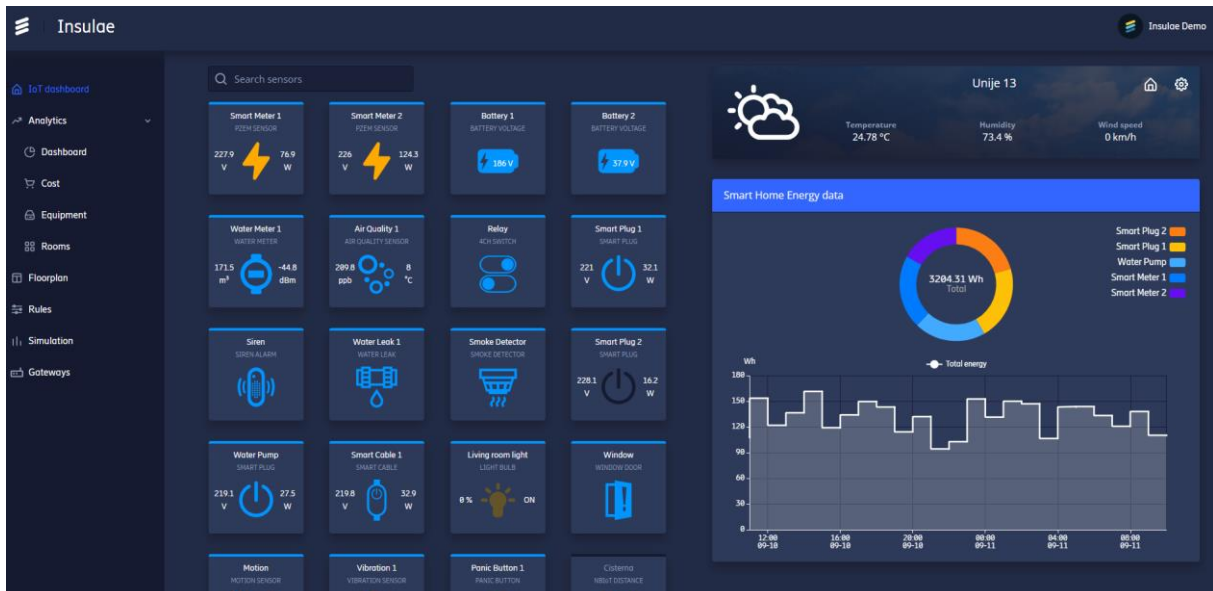 Insulae
Insulae Demo
IoT dashboard
Analytics
Dashboard
Cost
Equipment
Rooms
Floorplan
Rules
Simulation
Gateways
Search sensors
Smart Meter 1
PZEM SENSOR
227.9 V
76.9 W
Smart Meter 2
PZEM SENSOR
226 V
124.3 W
Battery 1
BATTERY VOLTAGE
186 V
Battery 2
BATTERY VOLTAGE
37.9 V
Water Meter 1
WATER METER
171.5 m³
-44.8 dBm
Air Quality 1
AIR QUALITY SENSOR
209.8 ppb
8 °C
Relay
4CH SWITCH
Smart Plug 1
SMART PLUG
221 V
32.1 W
Siren
SIREN ALARM
Water Leak 1
WATER LEAK
Smoke Detector
SMOKE DETECTOR
Smart Plug 2
SMART PLUG
228.1 V
16.2 W
Water Pump
SMART PLUG
219.1 V
27.5 W
Smart Cable 1
SMART CABLE
219.8 V
32.9 W
Living room light
LIGHT BULB
0 %
ON
Window
WINDOW DOOR
Motion
MOTION SENSOR
Vibration 1
VIBRATION SENSOR
Panic Button 1
PANIC BUTTON
Cisterna
NBIoT DISTANCE
Unije 13
Temperature
24.78 °C
Humidity
73.4 %
Wind speed
0 km/h
Smart Home Energy data
3204.31 Wh
Total
Smart Plug 2
Smart Plug 1
Water Pump
Smart Meter 1
Smart Meter 2
Wh
Total energy
180
150
120
90
60
30
0
12:00
09-10
16:00
09-10
20:00
09-10
00:00
09-11
04:00
09-11
08:00
09-11